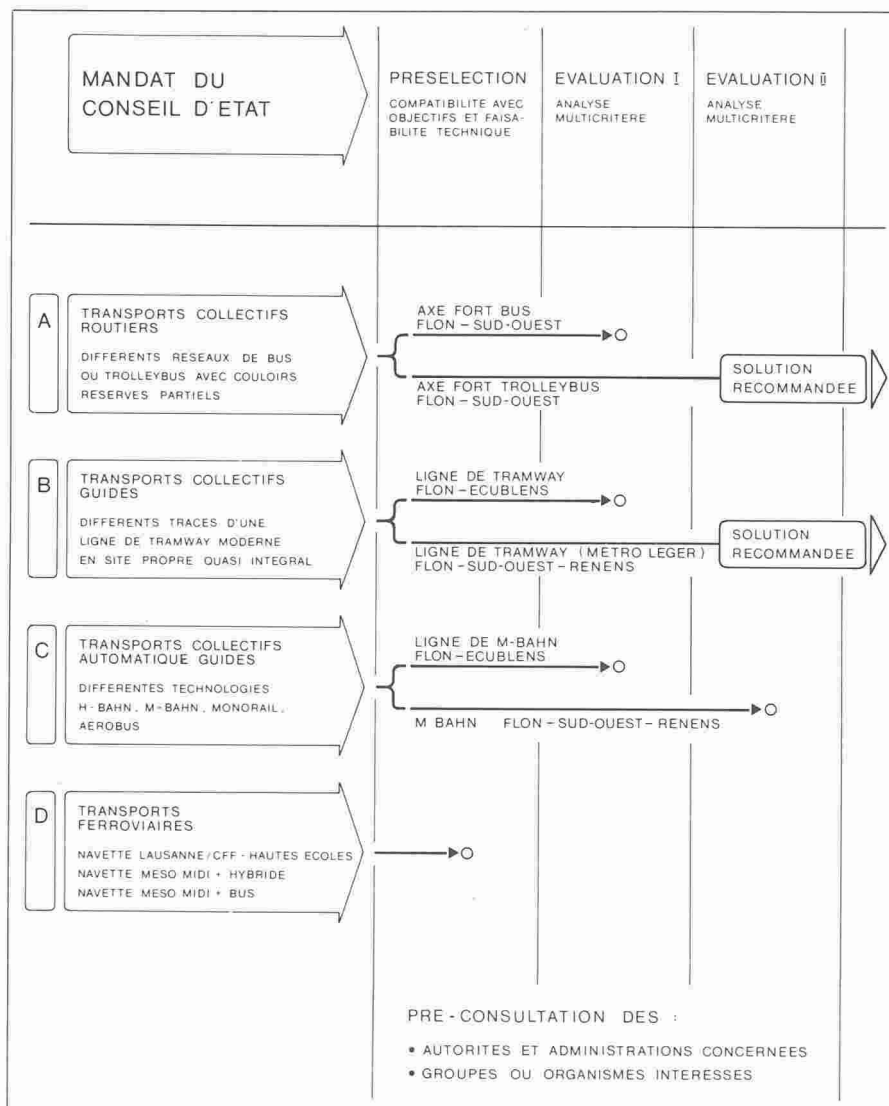 MANDAT DU
CONSEIL D'ETAT
PRESELECTION
COMPATIBILITE AVEC
OBJECTIFS ET FAISA-
BILITE TECHNIQUE
EVALUATION I
ANALYSE
MULTICRITERE
EVALUATION II
ANALYSE
MULTICRITERE
A
TRANSPORTS COLLECTIFS
ROUTIERS
DIFFERENTS RESEAUX DE BUS
OU TROLLEYBUS AVEC COULOIRS
RESERVES PARTIELS
AXE FORT BUS
FLON - SUD-OUEST
AXE FORT TROLLEYBUS
FLON - SUD-OUEST
SOLUTION
RECOMMANDEE
B
TRANSPORTS COLLECTIFS
GUIDES
DIFFERENTS TRACES D'UNE
LIGNE DE TRAMWAY MODERNE
EN SITE PROPRE QUASI INTEGRAL
LIGNE DE TRAMWAY
FLON - ECUBLENS
LIGNE DE TRAMWAY (METRO LEGER)
FLON - SUD-OUEST - RENENS
SOLUTION
RECOMMANDEE
C
TRANSPORTS COLLECTIFS
AUTOMATIQUE GUIDES
DIFFERENTES TECHNOLOGIES
H-BAHN, M-BAHN, MONORAIL,
AEROBUS
LIGNE DE M-BAHN
FLON - ECUBLENS
M BAHN FLON - SUD-OUEST - RENENS
D
TRANSPORTS
FERROVIAIRES
NAVETTE LAUSANNE/CFF - HAUTES ECOLES
NAVETTE MESO MIDI + HYBRIDE
NAVETTE MESO MIDI + BUS
PRE-CONSULTATION DES :
• AUTORITES ET ADMINISTRATIONS CONCERNEES
• GROUPES OU ORGANISMES INTERESSES